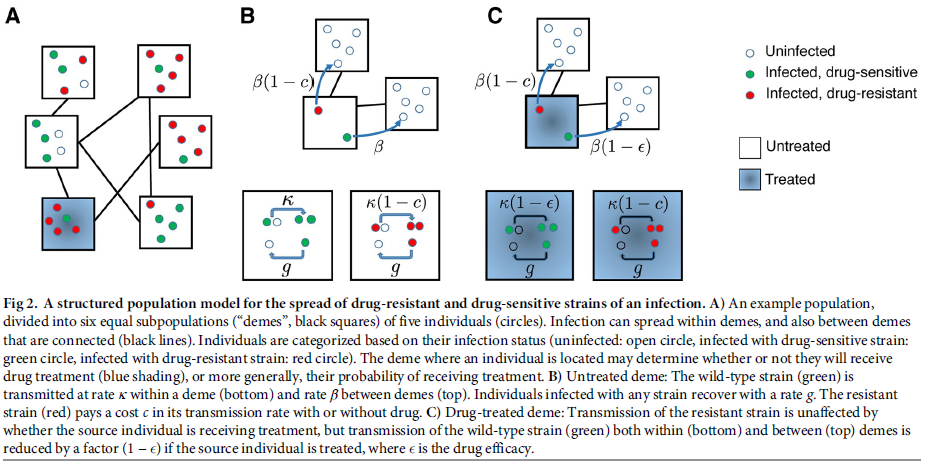 A
B
C
β(1 − c)
β
β(1 − c)
β(1 − ϵ)
Uninfected
Infected, drug-sensitive
Infected, drug-resistant
Untreated
Treated
κ
g
κ(1 − c)
g
κ(1 − ϵ)
g
κ(1 − c)
g
Fig 2. A structured population model for the spread of drug-resistant and drug-sensitive strains of an infection. A) An example population,
divided into six equal subpopulations (“demes”, black squares) of five individuals (circles). Infection can spread within demes, and also between demes
that are connected (black lines). Individuals are categorized based on their infection status (uninfected: open circle, infected with drug-sensitive strain:
green circle, infected with drug-resistant strain: red circle). The deme where an individual is located may determine whether or not they will receive
drug treatment (blue shading), or more generally, their probability of receiving treatment. B) Untreated deme: The wild-type strain (green) is
transmitted at rate κ within a deme (bottom) and rate β between demes (top). Individuals infected with any strain recover with a rate g. The resistant
strain (red) pays a cost c in its transmission rate with or without drug. C) Drug-treated deme: Transmission of the resistant strain is unaffected by
whether the source individual is receiving treatment, but transmission of the wild-type strain (green) both within (bottom) and between (top) demes is
reduced by a factor (1 − ϵ) if the source individual is treated, where ϵ is the drug efficacy.